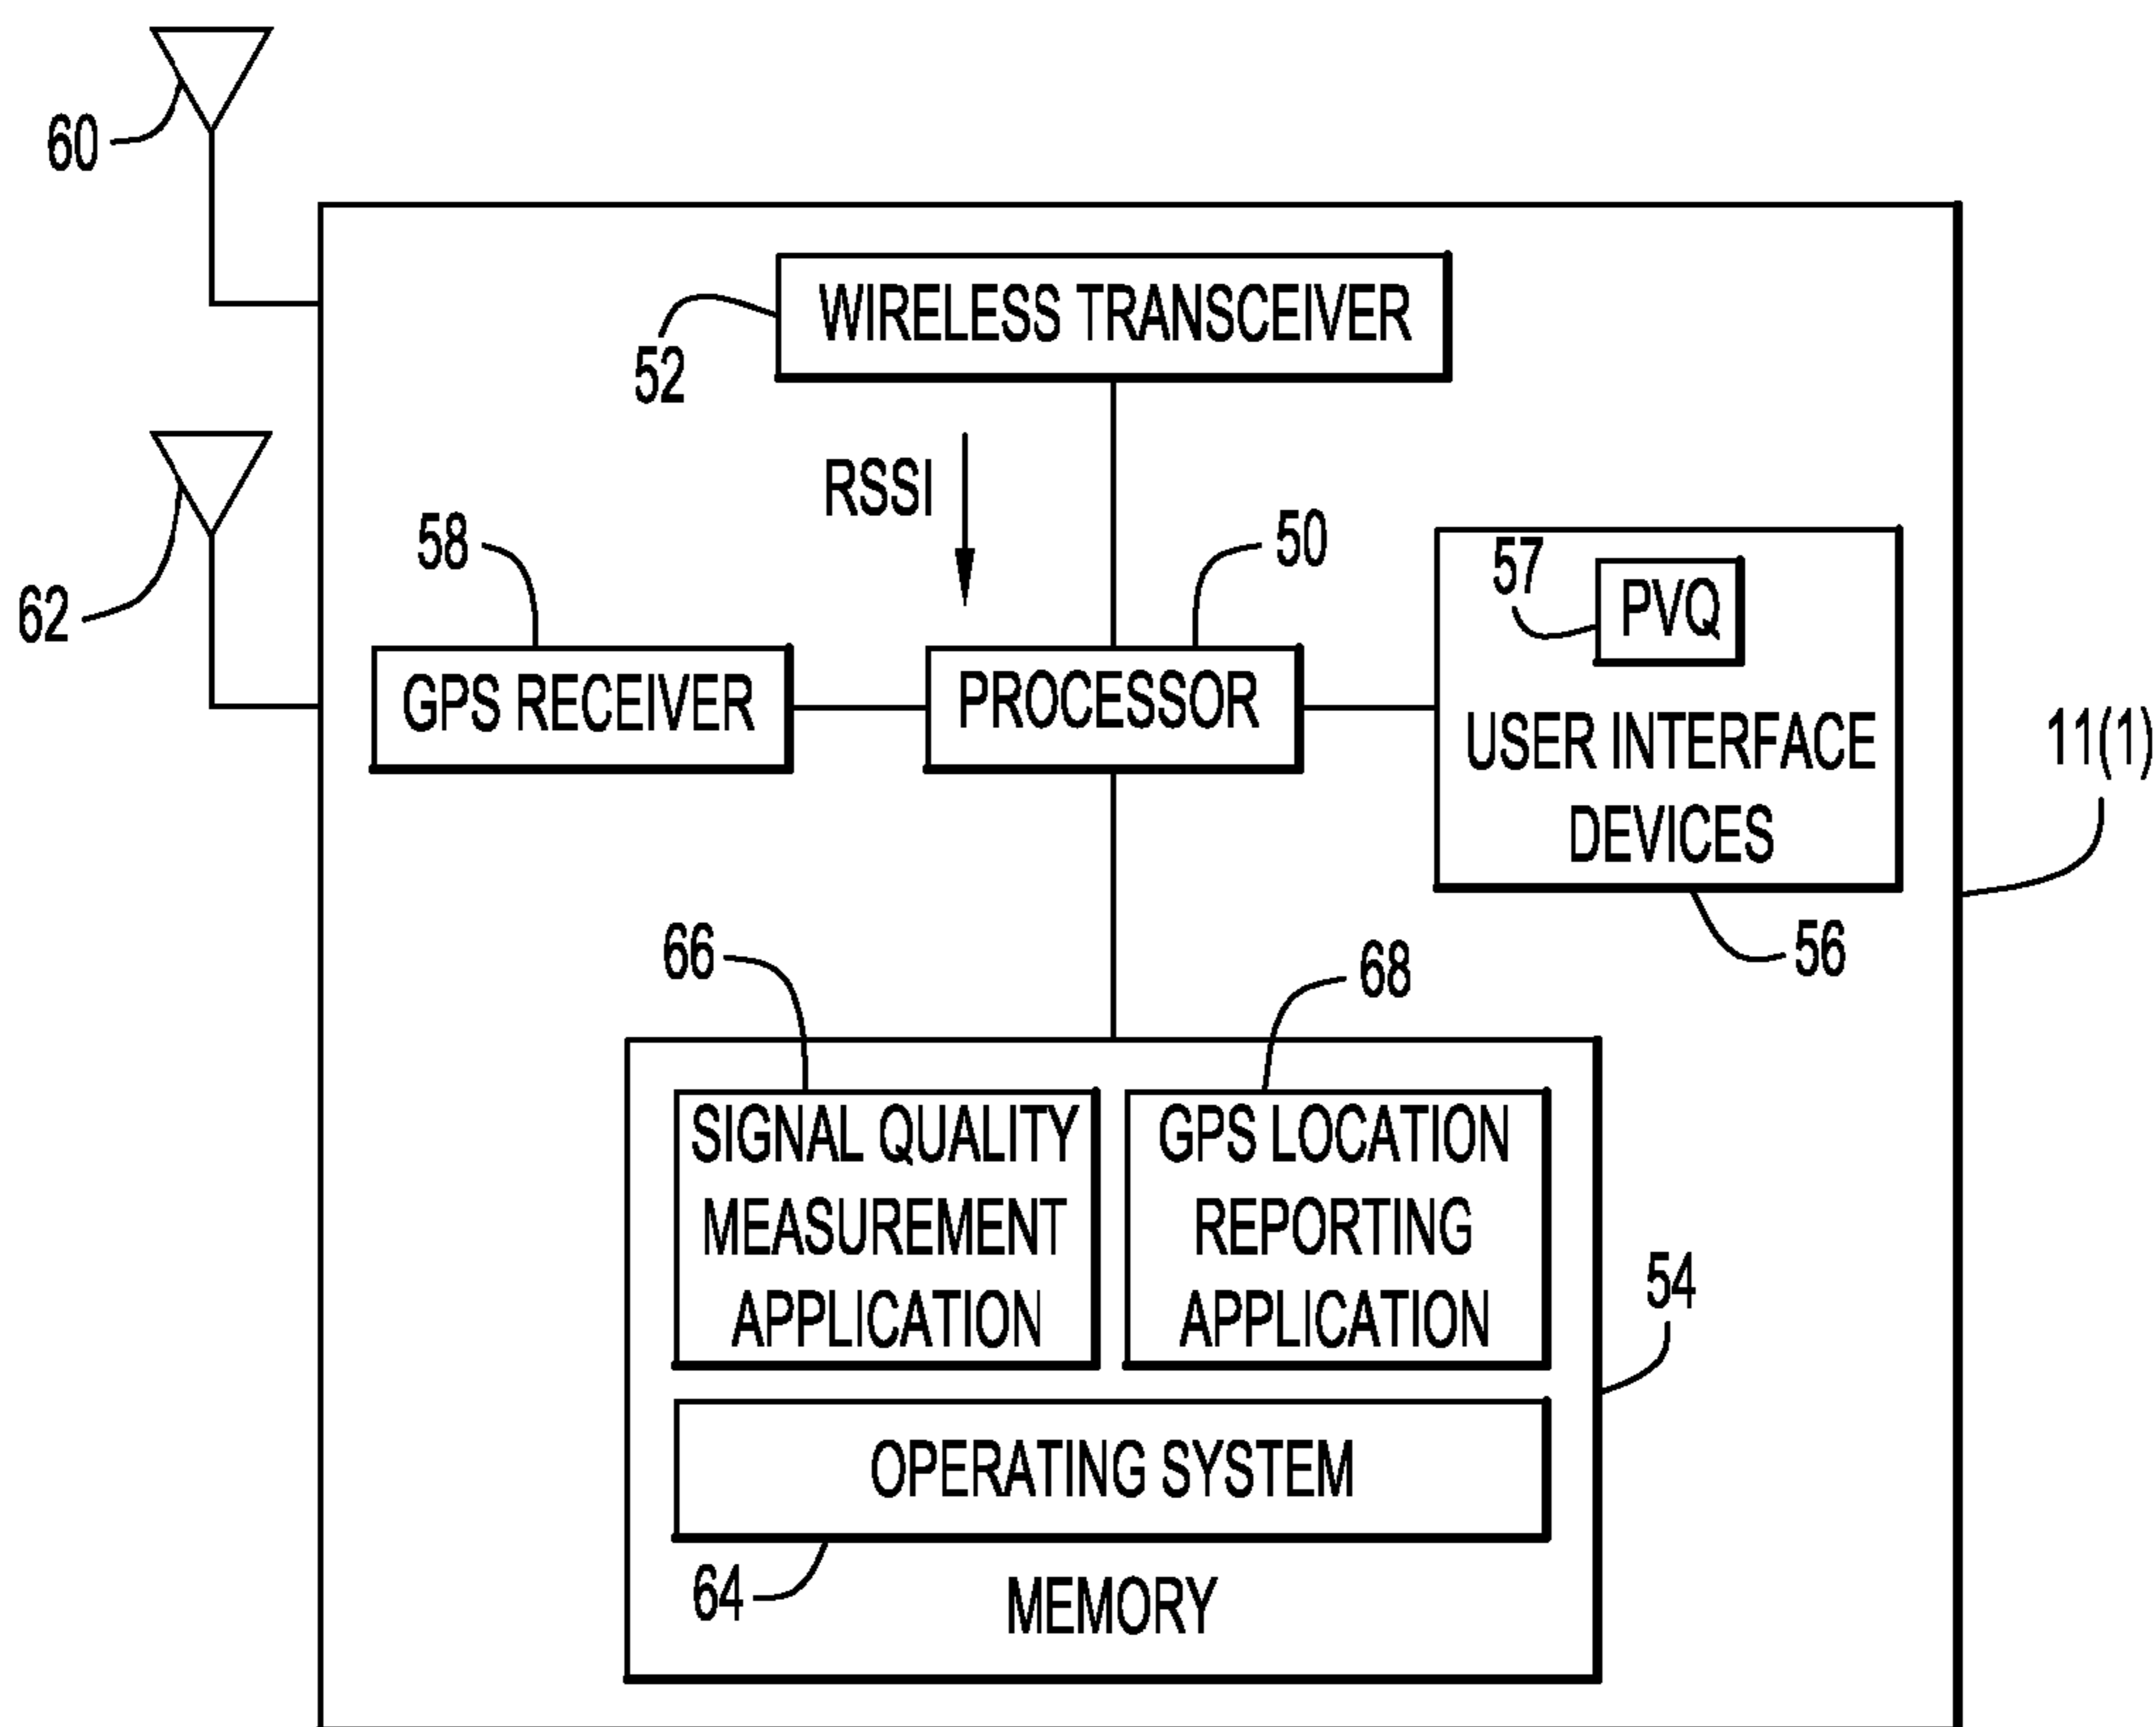 60
WIRELESS TRANSCEIVER
52
RSSI
62
58
50
57
PVQ
GPS RECEIVER
PROCESSOR
USER INTERFACE
DEVICES
11(1)
56
66
68
SIGNAL QUALITY
MEASUREMENT
APPLICATION
GPS LOCATION
REPORTING
APPLICATION
54
OPERATING SYSTEM
64
MEMORY